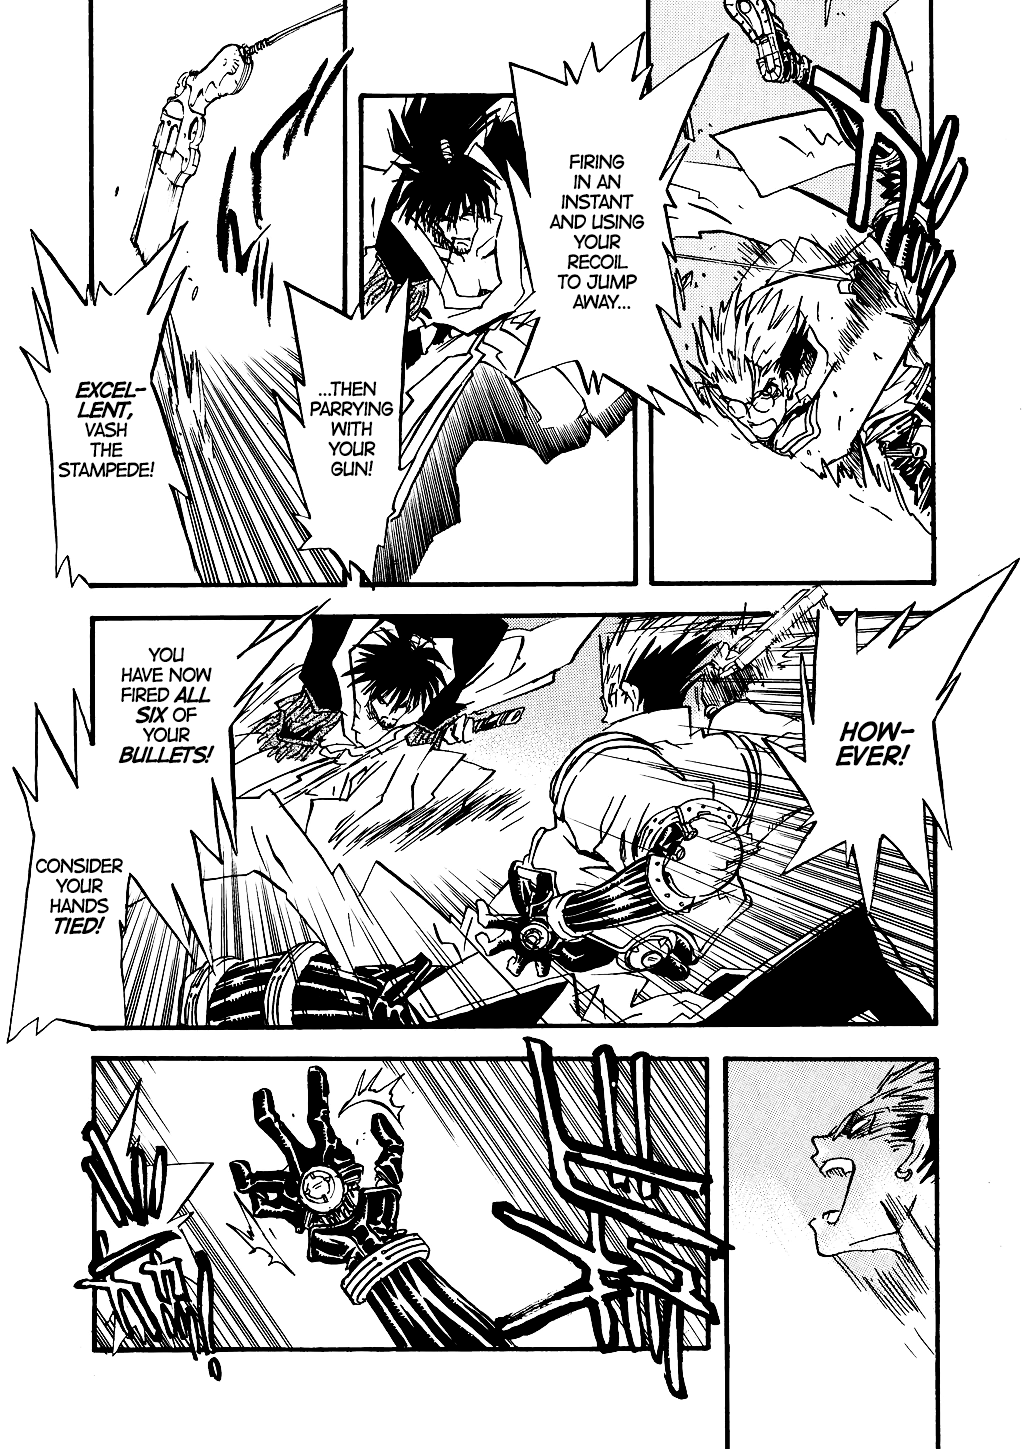 FIRING
IN AN
INSTANT
AND USING
YOUR
RECOIL
TO JUMP
AWAY...
...THEN
PARRYING
WITH
YOUR
GUN!
EXCEL-
LENT,
VASH
THE
STAMPEDE!
HOW-
EVER!
YOU
HAVE NOW
FIRED ALL
SIX OF
YOUR
BULLETS!
CONSIDER
YOUR
HANDS
TIED!